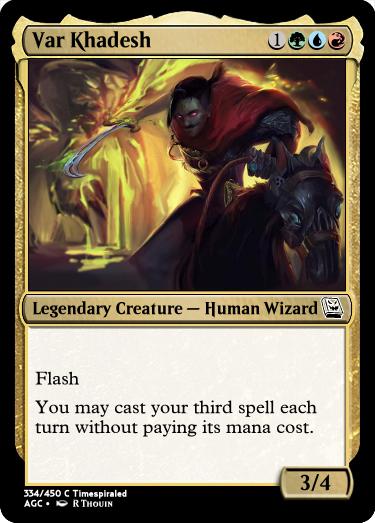 Var Khadesh
1
Legendary Creature — Human Wizard
Flash
You may cast your third spell each
turn without paying its mana cost.
3/4
334/450 C Timespiraled
AGC • R Thouin